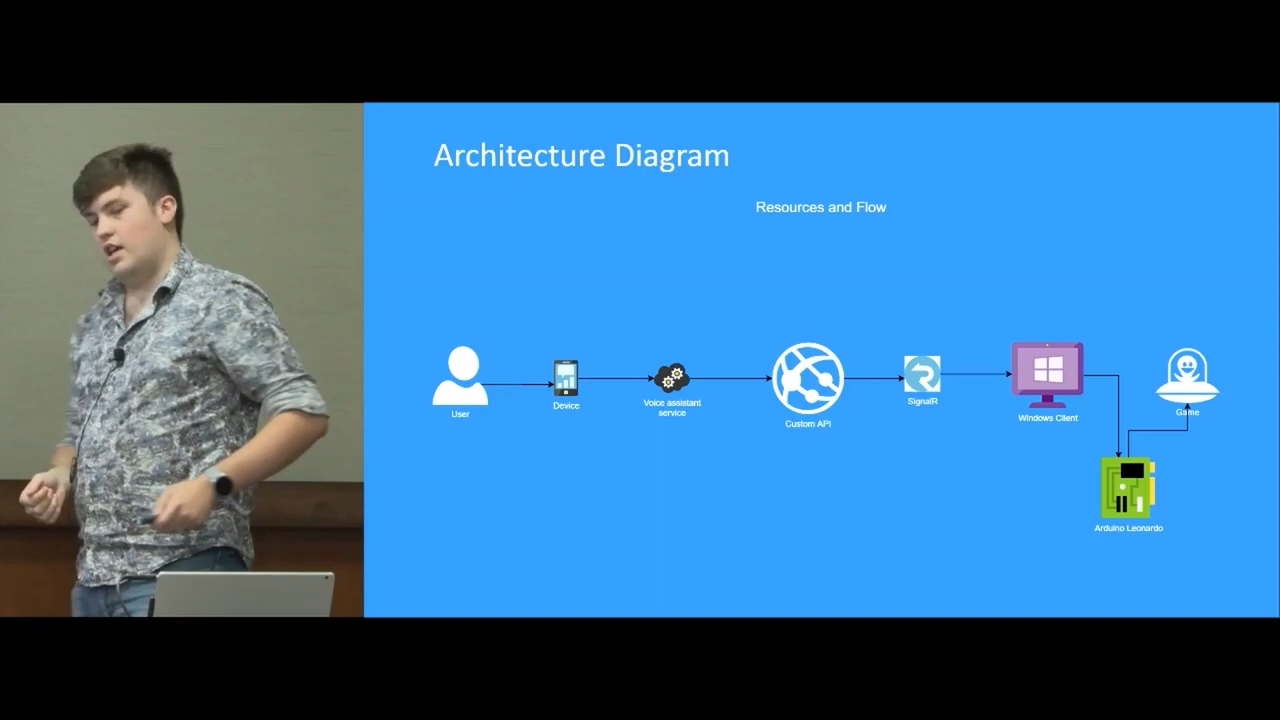 Architecture Diagram
Resources and Flow
User
Device
Voice assistant
service
Custom API
SignalR
Windows Client
Game
Arduino Leonardo